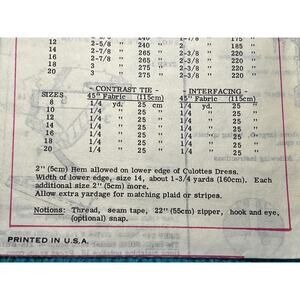 12 2-5/8 " 240 " 2 " 185 "
14 2-5/8 " 240 " 2-3/8 " 220 "
16 2-7/8 " 265 " 2-3/8 " 220 "
18 3 " 275 " 2-3/8 " 220 "
20 3 " 275 " 2-3/8 " 220 "
- CONTRAST TIE - - INTERFACING -
SIZES 45" Fabric (115cm) 45" Fabric (115cm)
8 1/4 yd. 25 cm 1/4 yd. 25 cm
10 1/4 " 25 " 1/4 " 25 "
12 1/4 " 25 " 1/4 " 25 "
14 1/4 " 25 " 1/4 " 25 "
16 1/4 " 25 " 1/4 " 25 "
18 1/4 " 25 " 1/4 " 25 "
20 1/4 " 25 " 1/4 " 25 "
2" (5cm) Hem allowed on lower edge of Culottes Dress.
Width of lower edge, size 14, about 1-3/4 yards (160cm). Each
additional size 2" (5cm) more.
Allow extra yardage for matching plaid or stripes.
Notions: Thread, seam tape, 22" (55cm) zipper, hook and eye,
(optional) snap.
PRINTED IN U.S.A.